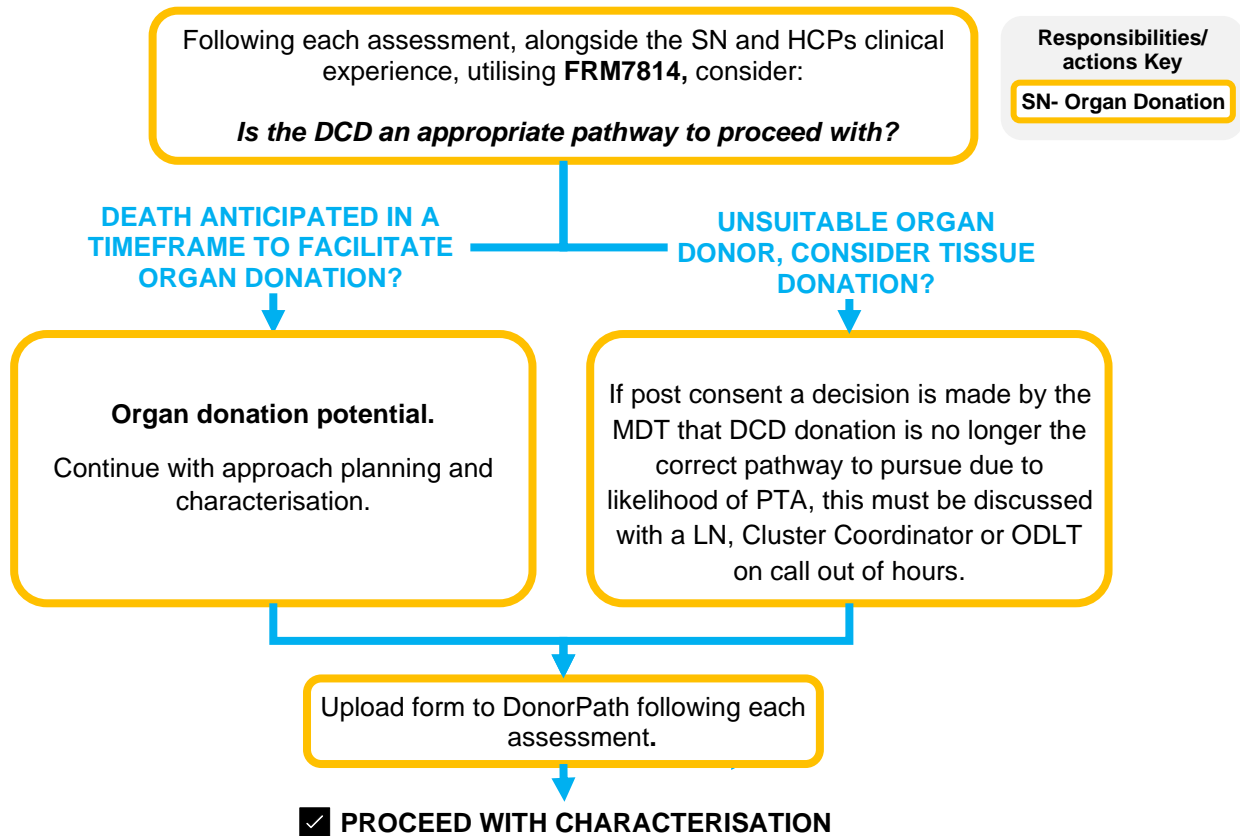 Following each assessment, alongside the SN and HCPs clinical
experience, utilising FRM7814, consider:
Is the DCD an appropriate pathway to proceed with?
Responsibilities/
actions Key
SN- Organ Donation
DEATH ANTICIPATED IN A
TIMEFRAME TO FACILITATE
ORGAN DONATION?
UNSUITABLE ORGAN
DONOR, CONSIDER TISSUE
DONATION?
Organ donation potential.
Continue with approach planning and
characterisation.
If post consent a decision is made by the
MDT that DCD donation is no longer the
correct pathway to pursue due to
likelihood of PTA, this must be discussed
with a LN, Cluster Coordinator or ODLT
on call out of hours.
Upload form to DonorPath following each
assessment.
PROCEED WITH CHARACTERISATION